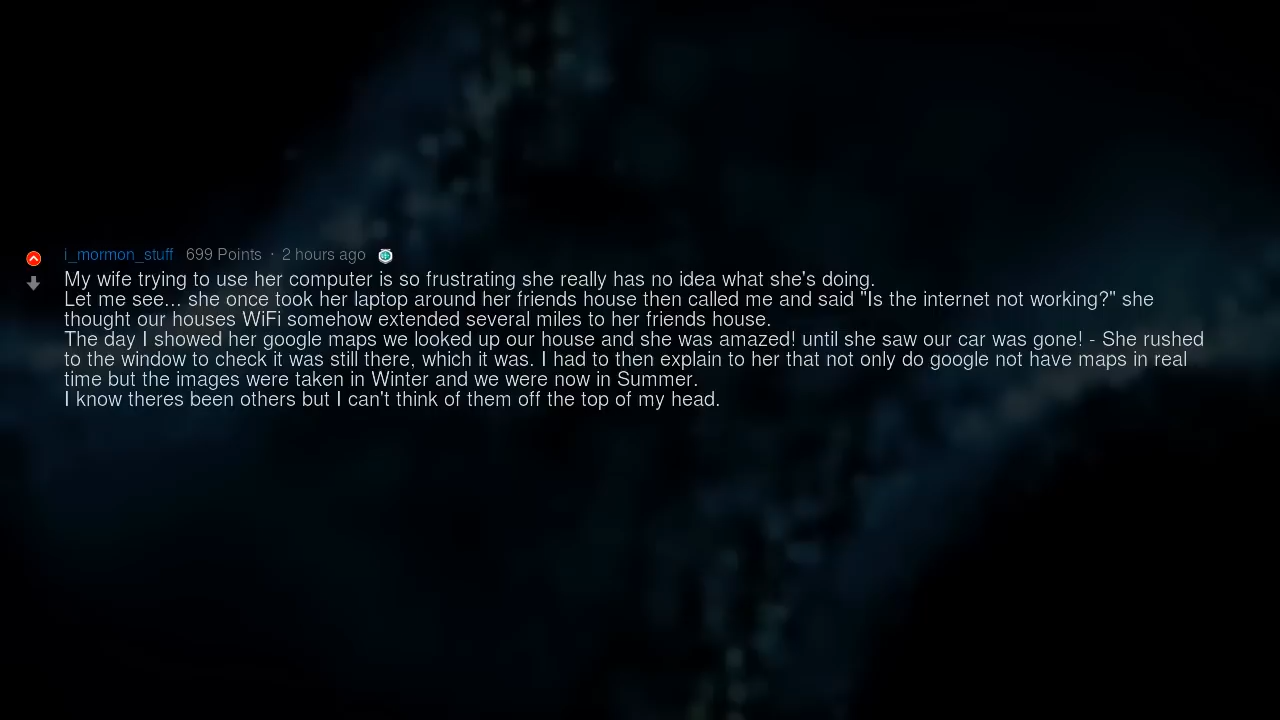 i_mormon_stuff 699 Points · 2 hours ago
My wife trying to use her computer is so frustrating she really has no idea what she's doing.
Let me see... she once took her laptop around her friends house then called me and said "Is the internet not working?" she
thought our houses WiFi somehow extended several miles to her friends house.
The day I showed her google maps we looked up our house and she was amazed! until she saw our car was gone! - She rushed
to the window to check it was still there, which it was. I had to then explain to her that not only do google not have maps in real
time but the images were taken in Winter and we were now in Summer.
I know theres been others but I can't think of them off the top of my head.